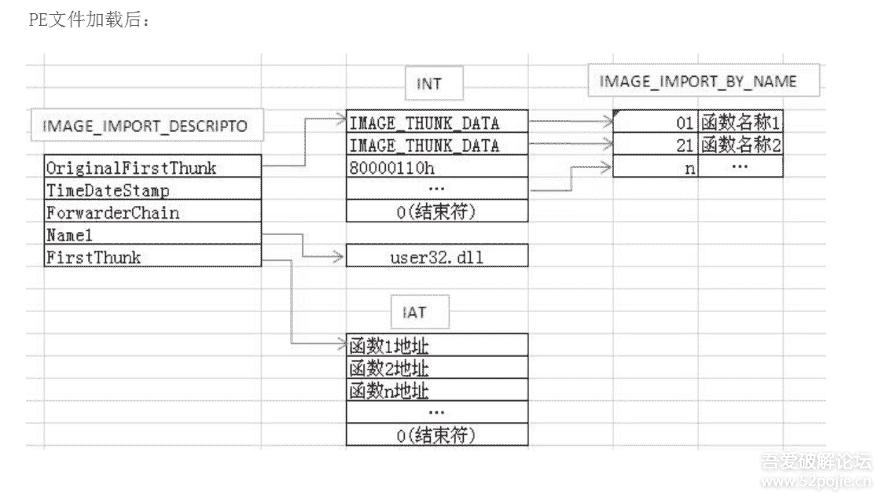 PE文件加载后：
INT
IMAGE_IMPORT_BY_NAME
IMAGE_IMPORT_DESCRIPTO
IMAGE_THUNK_DATA
01 函数名称1
IMAGE_THUNK_DATA
21 函数名称2
OriginalFirstThunk
80000110h
n …
TimeDateStamp
…
ForwarderChain
0(结束符)
Name1
FirstThunk
user32.dll
IAT
函数1地址
函数2地址
函数n地址
…
0(结束符)
吾爱破解论坛
www.52pojie.cn